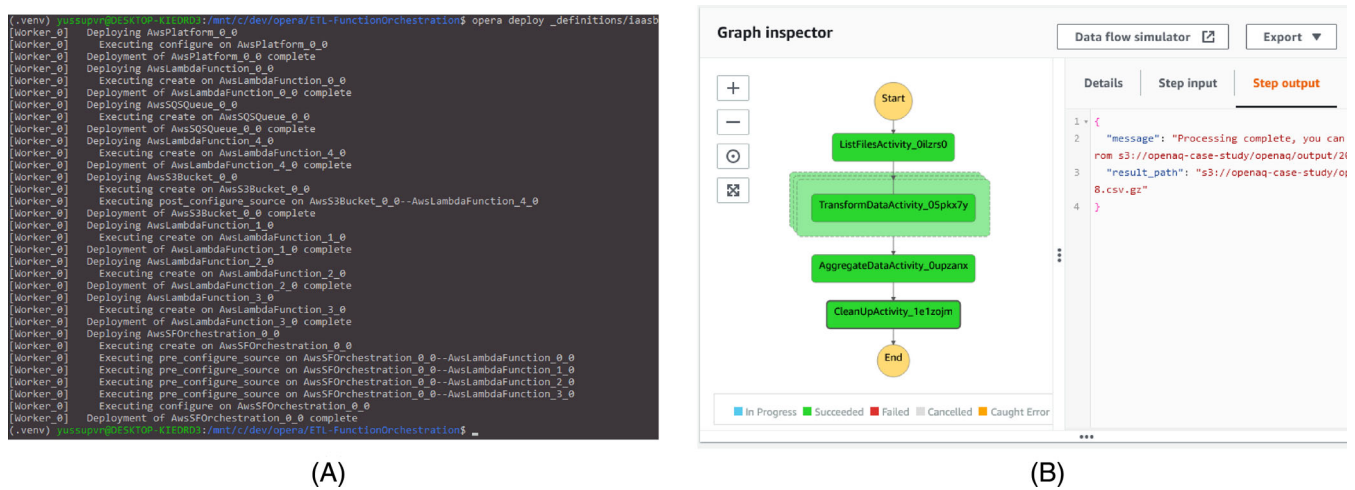 (.venv) yussupvr@DESKTOP-KIEDRD3:/mnt/c/dev/opera/ETL-FunctionOrchestration$ opera deploy _definitions/iaasb
[Worker_0]   Deploying AwsPlatform_0_0
[Worker_0]     Executing configure on AwsPlatform_0_0
[Worker_0]   Deployment of AwsPlatform_0_0 complete
[Worker_0]   Deploying AwsLambdaFunction_0_0
[Worker_0]     Executing create on AwsLambdaFunction_0_0
[Worker_0]   Deployment of AwsLambdaFunction_0_0 complete
[Worker_0]   Deploying AwsSQSQueue_0_0
[Worker_0]     Executing create on AwsSQSQueue_0_0
[Worker_0]   Deployment of AwsSQSQueue_0_0 complete
[Worker_0]   Deploying AwsLambdaFunction_4_0
[Worker_0]     Executing create on AwsLambdaFunction_4_0
[Worker_0]   Deployment of AwsLambdaFunction_4_0 complete
[Worker_0]   Deploying AwsS3Bucket_0_0
[Worker_0]     Executing create on AwsS3Bucket_0_0
[Worker_0]     Executing post_configure_source on AwsS3Bucket_0_0--AwsLambdaFunction_4_0
[Worker_0]   Deployment of AwsS3Bucket_0_0 complete
[Worker_0]   Deploying AwsLambdaFunction_1_0
[Worker_0]     Executing create on AwsLambdaFunction_1_0
[Worker_0]   Deployment of AwsLambdaFunction_1_0 complete
[Worker_0]   Deploying AwsLambdaFunction_2_0
[Worker_0]     Executing create on AwsLambdaFunction_2_0
[Worker_0]   Deployment of AwsLambdaFunction_2_0 complete
[Worker_0]   Deploying AwsLambdaFunction_3_0
[Worker_0]     Executing create on AwsLambdaFunction_3_0
[Worker_0]   Deployment of AwsLambdaFunction_3_0 complete
[Worker_0]   Deploying AwsSFOrchestration_0_0
[Worker_0]     Executing create on AwsSFOrchestration_0_0
[Worker_0]     Executing pre_configure_source on AwsSFOrchestration_0_0--AwsLambdaFunction_0_0
[Worker_0]     Executing pre_configure_source on AwsSFOrchestration_0_0--AwsLambdaFunction_1_0
[Worker_0]     Executing pre_configure_source on AwsSFOrchestration_0_0--AwsLambdaFunction_2_0
[Worker_0]     Executing pre_configure_source on AwsSFOrchestration_0_0--AwsLambdaFunction_3_0
[Worker_0]     Executing configure on AwsSFOrchestration_0_0
[Worker_0]   Deployment of AwsSFOrchestration_0_0 complete
(.venv) yussupvr@DESKTOP-KIEDRD3:/mnt/c/dev/opera/ETL-FunctionOrchestration$ _
(A)
Graph inspector
Data flow simulator
Export ▼
Start
ListFilesActivity_0ilzrs0
TransformDataActivity_05pkx7y
AggregateDataActivity_0upzanx
CleanUpActivity_1e1zojm
End
In Progress Succeeded Failed Cancelled Caught Error
Details Step input Step output
1 {
2 "message": "Processing complete, you can
rom s3://openaq-case-study/openaq/output/20
3 "result_path": "s3://openaq-case-study/op
8.csv.gz"
4 }
(B)